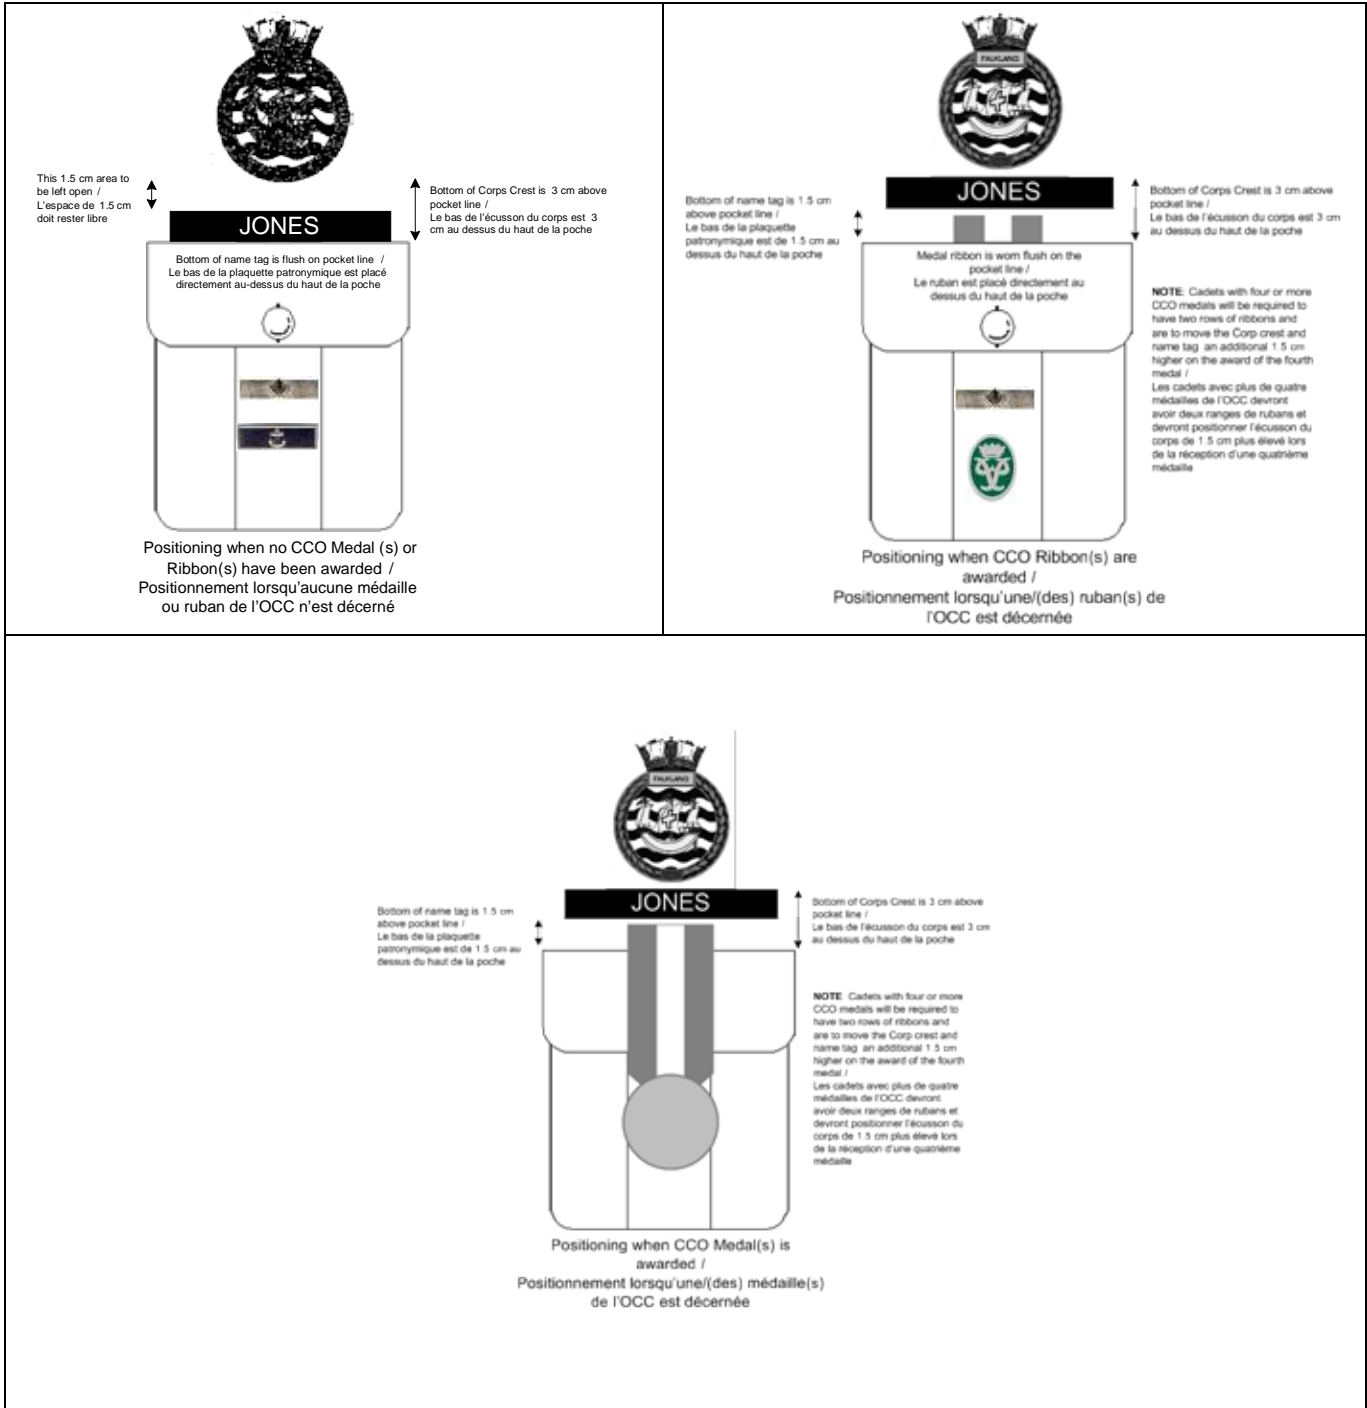 This 1.5 cm area to
be left open /
L'espace de 1.5 cm
doit rester libre
Bottom of Corps Crest is 3 cm above
pocket line /
Le bas de l'écusson du corps est 3
cm au dessus du haut de la poche
JONES
Bottom of name tag is flush on pocket line /
Le bas de la plaquette patronymique est placé
directement au-dessus du haut de la poche
Positioning when no CCO Medal (s) or
Ribbon(s) have been awarded /
Positionnement lorsqu'aucune médaille
ou ruban de l'OCC n'est décerné
FALKLAND
JONES
Bottom of name tag is 1.5 cm
above pocket line /
Le bas de la plaquette
patronymique est de 1.5 cm au
dessus du haut de la poche
Bottom of Corps Crest is 3 cm above
pocket line /
Le bas de l'écusson du corps est 3 cm
au dessus du haut de la poche
Medal ribbon is worn flush on the
pocket line /
Le ruban est placé directement au
dessus du haut de la poche
NOTE: Cadets with four or more
CCO medals will be required to
have two rows of ribbons and
are to move the Corp crest and
name tag an additional 1.5 cm
higher on the award of the fourth
medal /
Les cadets avec plus de quatre
médailles de l'OCC devront
avoir deux ranges de rubans et
devront positionner l'écusson du
corps de 1.5 cm plus élevé lors
de la réception d'une quatrième
médaille
Positioning when CCO Ribbon(s) are
awarded /
Positionnement lorsqu'une/(des) ruban(s) de
l'OCC est décernée
FALKLAND
JONES
Bottom of name tag is 1.5 cm
above pocket line /
Le bas de la plaquette
patronymique est de 1.5 cm au
dessus du haut de la poche
Bottom of Corps Crest is 3 cm above
pocket line /
Le bas de l'écusson du corps est 3 cm
au dessus du haut de la poche
NOTE Cadets with four or more
CCO medals will be required to
have two rows of ribbons and
are to move the Corp crest and
name tag an additional 1.5 cm
higher on the award of the fourth
medal /
Les cadets avec plus de quatre
médailles de l'OCC devront
avoir deux ranges de rubans et
devront positionner l'écusson du
corps de 1.5 cm plus élevé lors
de la réception d'une quatrième
médaille
Positioning when CCO Medal(s) is
awarded /
Positionnement lorsqu'une/(des) médaille(s)
de l'OCC est décernée